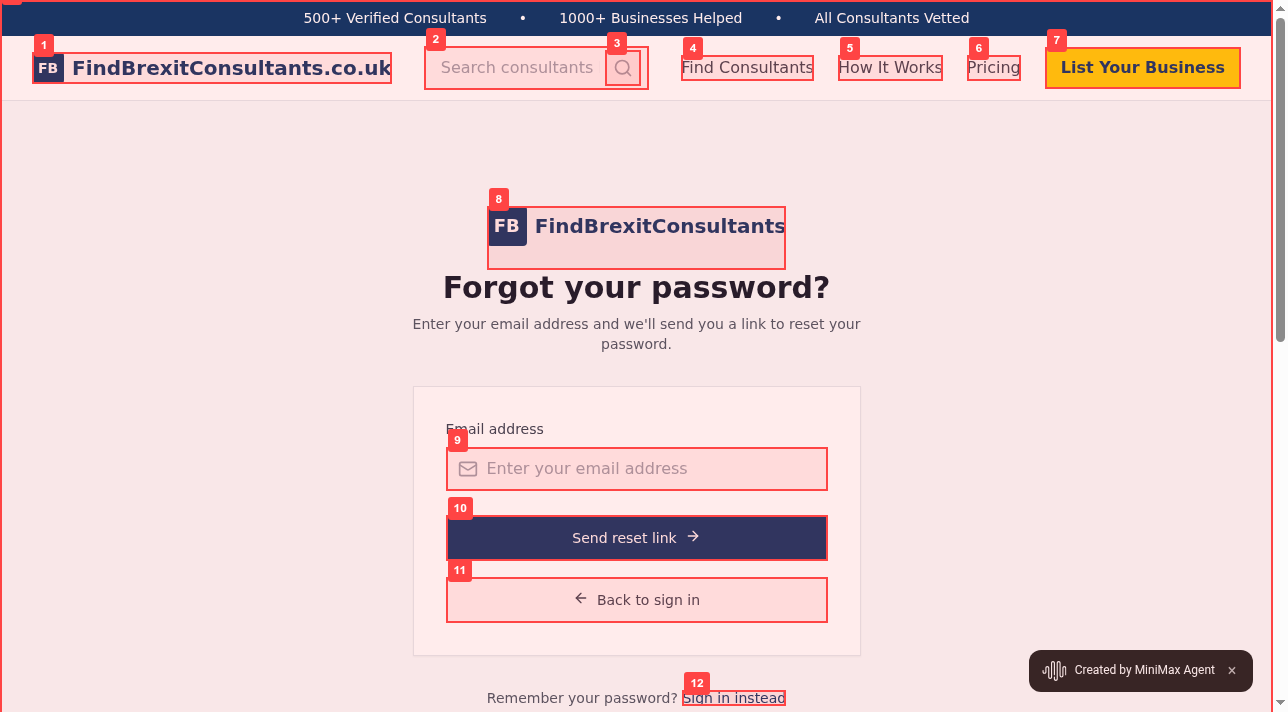 500+ Verified Consultants • 1000+ Businesses Helped • All Consultants Vetted
1 2 3 4 5 6 7
FB FindBrexitConsultants.co.uk Search consultants Find Consultants How It Works Pricing List Your Business
8
FB FindBrexitConsultants
Forgot your password?
Enter your email address and we'll send you a link to reset your
password.
Email address
9
Enter your email address
10
Send reset link →
11
← Back to sign in
Created by MiniMax Agent ×
12
Remember your password? Sign in instead